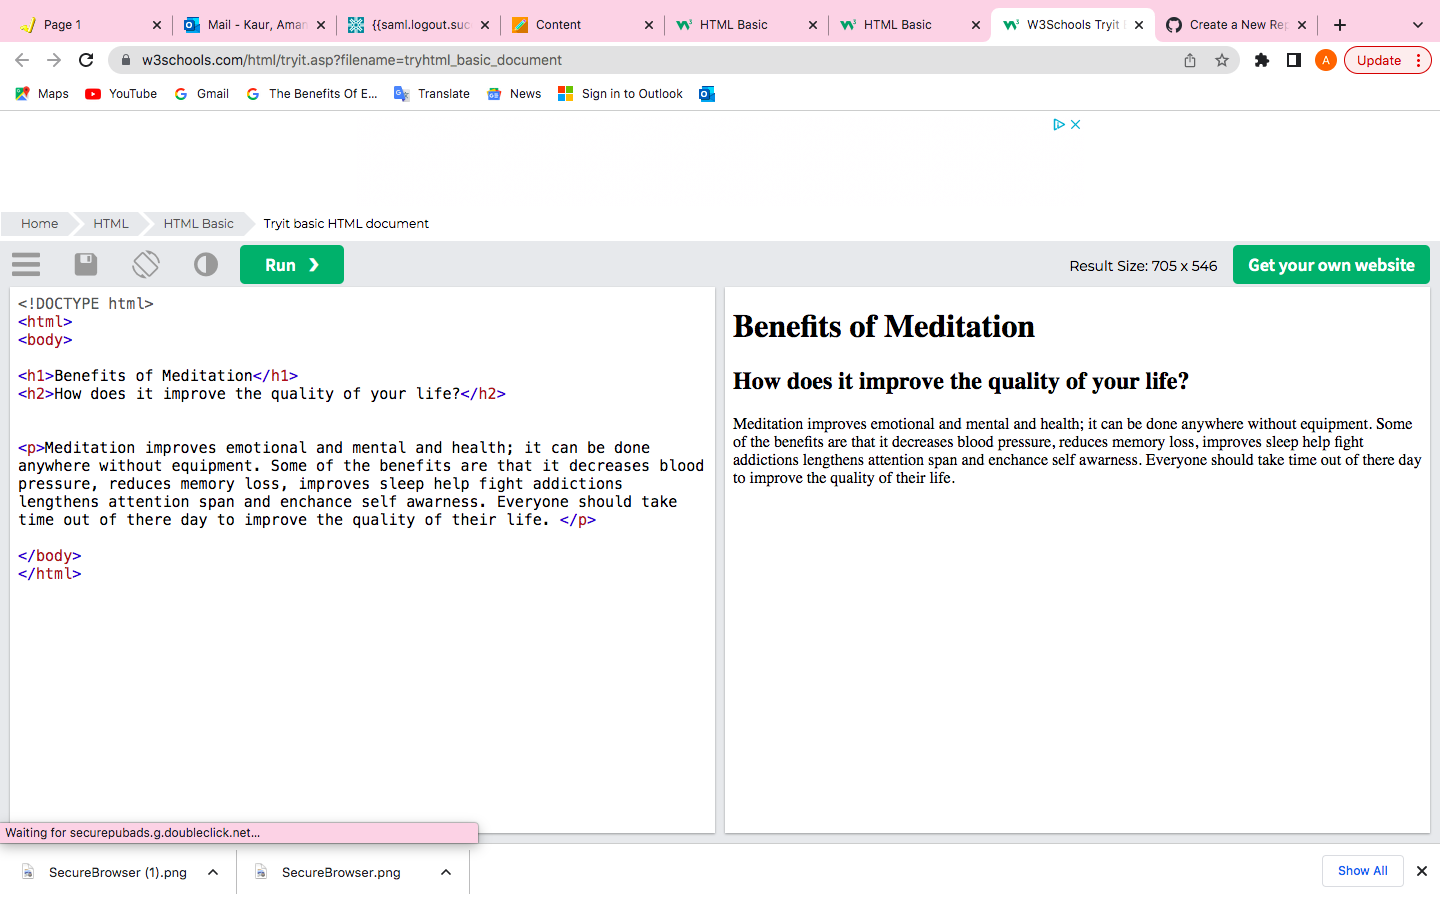 Page 1
Mail - Kaur, Aman
{{saml.logout.suc
Content
HTML Basic
HTML Basic
W3Schools Tryit
Create a New Rep
w3schools.com/html/tryit.asp?filename=tryhtml_basic_document
A
Update
Maps
YouTube
Gmail
The Benefits Of E...
Translate
News
Sign in to Outlook
Home
HTML
HTML Basic
Tryit basic HTML document
Run ❯
Result Size: 705 x 546
Get your own website
<!DOCTYPE html>
<html>
<body>
<h1>Benefits of Meditation</h1>
<h2>How does it improve the quality of your life?</h2>
<p>Meditation improves emotional and mental and health; it can be done
anywhere without equipment. Some of the benefits are that it decreases blood
pressure, reduces memory loss, improves sleep help fight addictions
lengthens attention span and enchance self awarness. Everyone should take
time out of there day to improve the quality of their life. </p>
</body>
</html>
Benefits of Meditation
How does it improve the quality of your life?
Meditation improves emotional and mental and health; it can be done anywhere without equipment. Some
of the benefits are that it decreases blood pressure, reduces memory loss, improves sleep help fight
addictions lengthens attention span and enchance self awarness. Everyone should take time out of there day
to improve the quality of their life.
Waiting for securepubads.g.doubleclick.net...
SecureBrowser (1).png
SecureBrowser.png
Show All